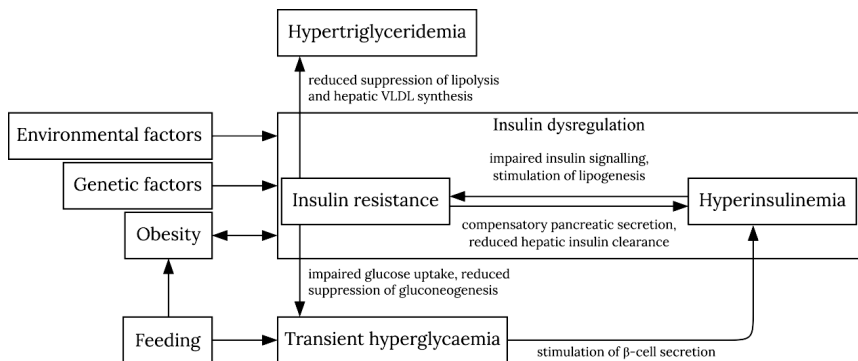 Hypertriglyceridemia
reduced suppression of lipolysis
and hepatic VLDL synthesis
Environmental factors
Insulin dysregulation
impaired insulin signalling,
stimulation of lipogenesis
Genetic factors
Insulin resistance
Hyperinsulinemia
compensatory pancreatic secretion,
reduced hepatic insulin clearance
Obesity
impaired glucose uptake, reduced
suppression of gluconeogenesis
Feeding
Transient hyperglycaemia
stimulation of β-cell secretion